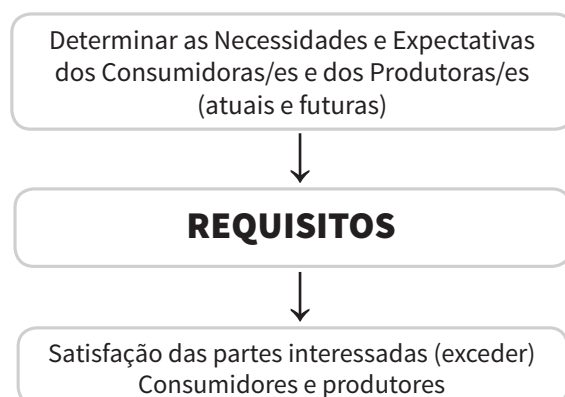 Determinar as Necessidades e Expectativas
dos Consumidoras/es e dos Produtoras/es
(atuais e futuras)
REQUISITOS
Satisfação das partes interessadas (exceder)
Consumidores e produtores